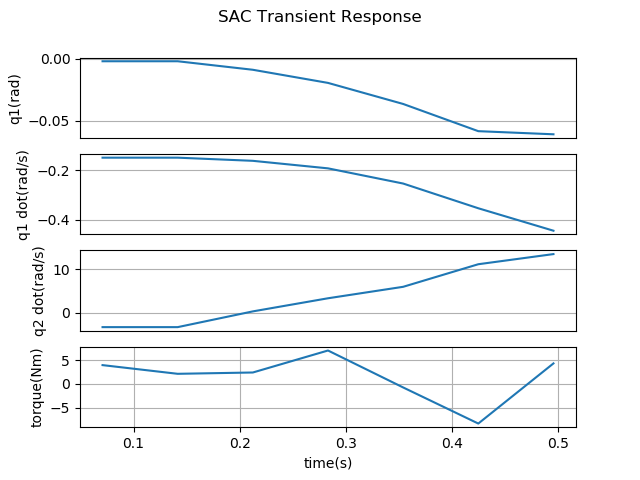 SAC Transient Response
0.00
−0.05
q1(rad)
−0.2
−0.4
q1 dot(rad/s)
10
0
q2 dot(rad/s)
5
0
−5
torque(Nm)
0.1 0.2 0.3 0.4 0.5
time(s)